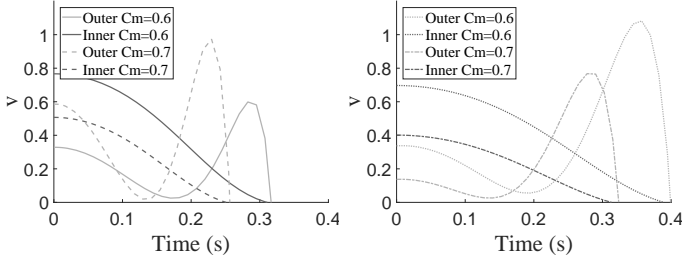 Outer Cm=0.6
Inner Cm=0.6
Outer Cm=0.7
Inner Cm=0.7
1
0.8
0.6
0.4
0.2
0
v
0
0.1
0.2
0.3
0.4
Time (s)
Outer Cm=0.6
Inner Cm=0.6
Outer Cm=0.7
Inner Cm=0.7
1
0.8
0.6
0.4
0.2
0
v
0
0.1
0.2
0.3
0.4
Time (s)